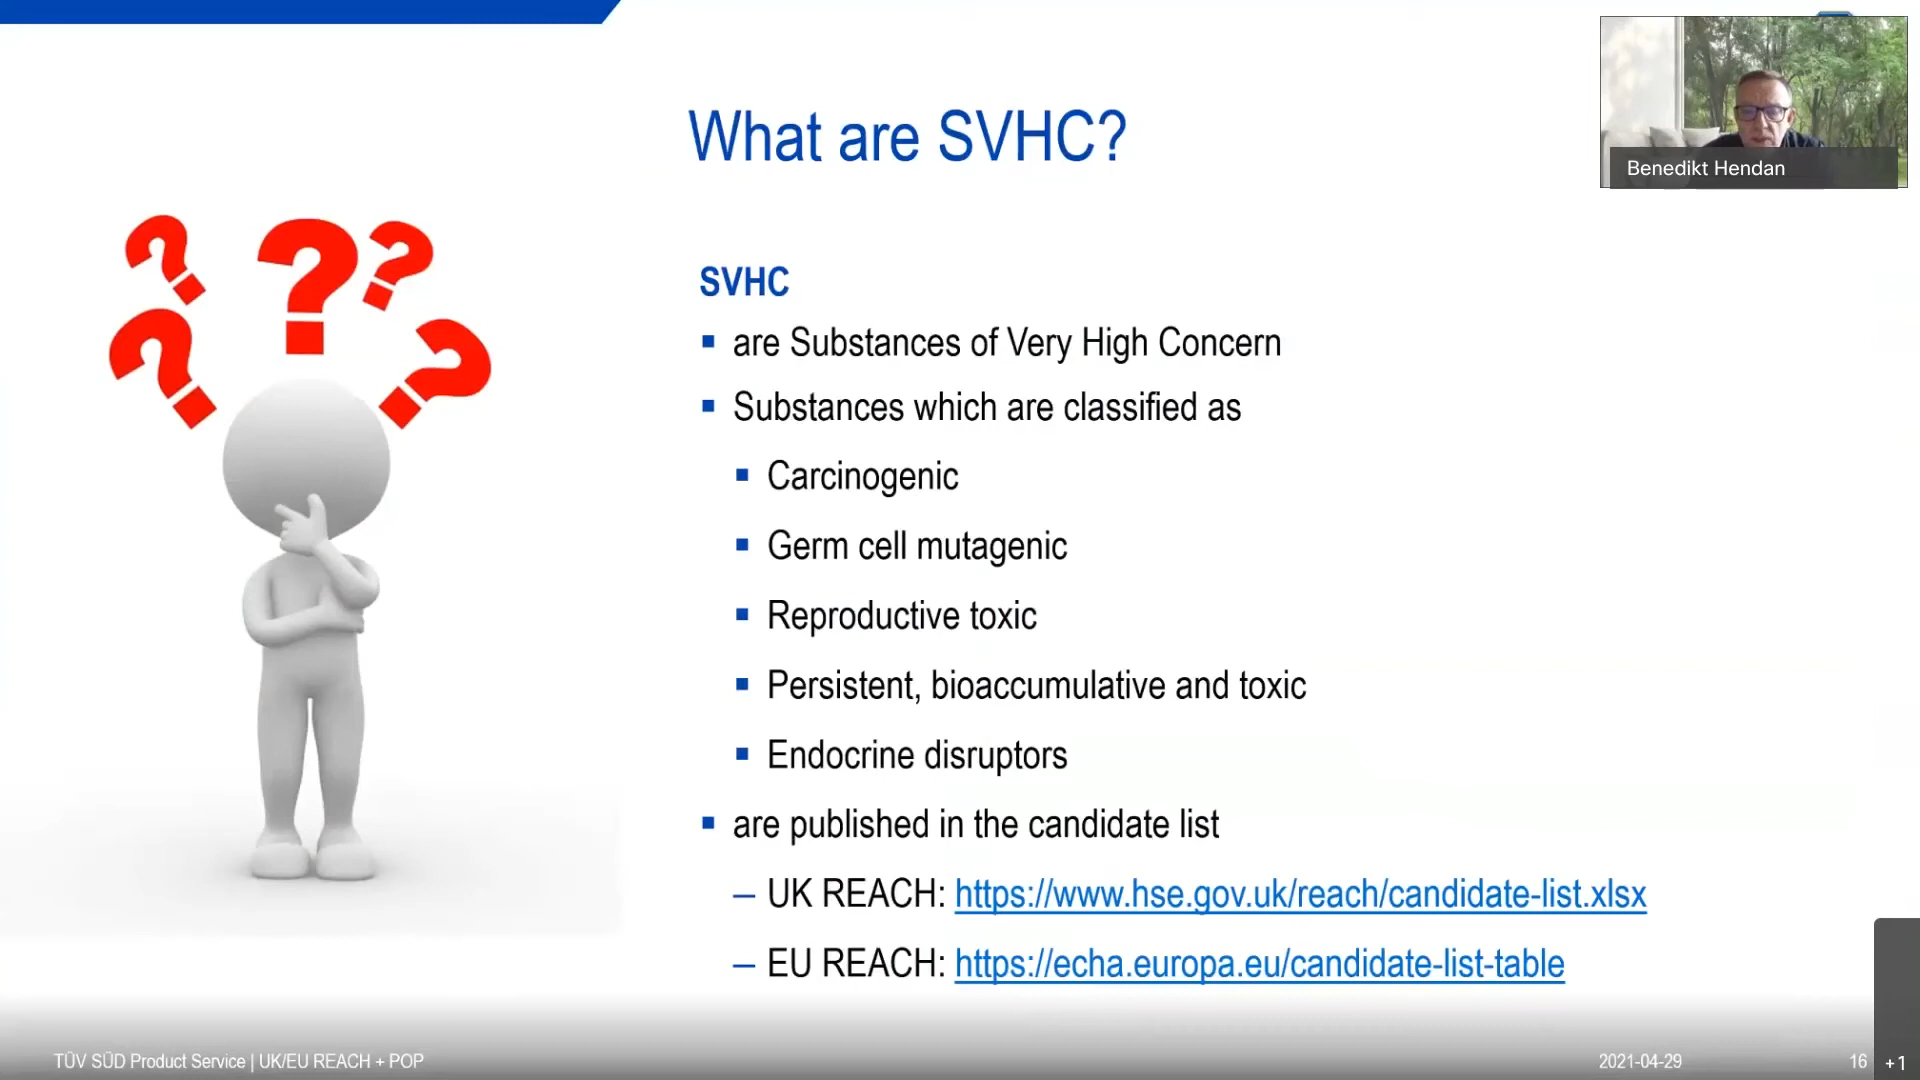 What are SVHC?
Benedikt Hendan
? ? ? ? ?
SVHC
▪ are Substances of Very High Concern
▪ Substances which are classified as
▪ Carcinogenic
▪ Germ cell mutagenic
▪ Reproductive toxic
▪ Persistent, bioaccumulative and toxic
▪ Endocrine disruptors
▪ are published in the candidate list
– UK REACH: https://www.hse.gov.uk/reach/candidate-list.xlsx
– EU REACH: https://echa.europa.eu/candidate-list-table
TÜV SÜD Product Service | UK/EU REACH + POP
2021-04-29
16
+1